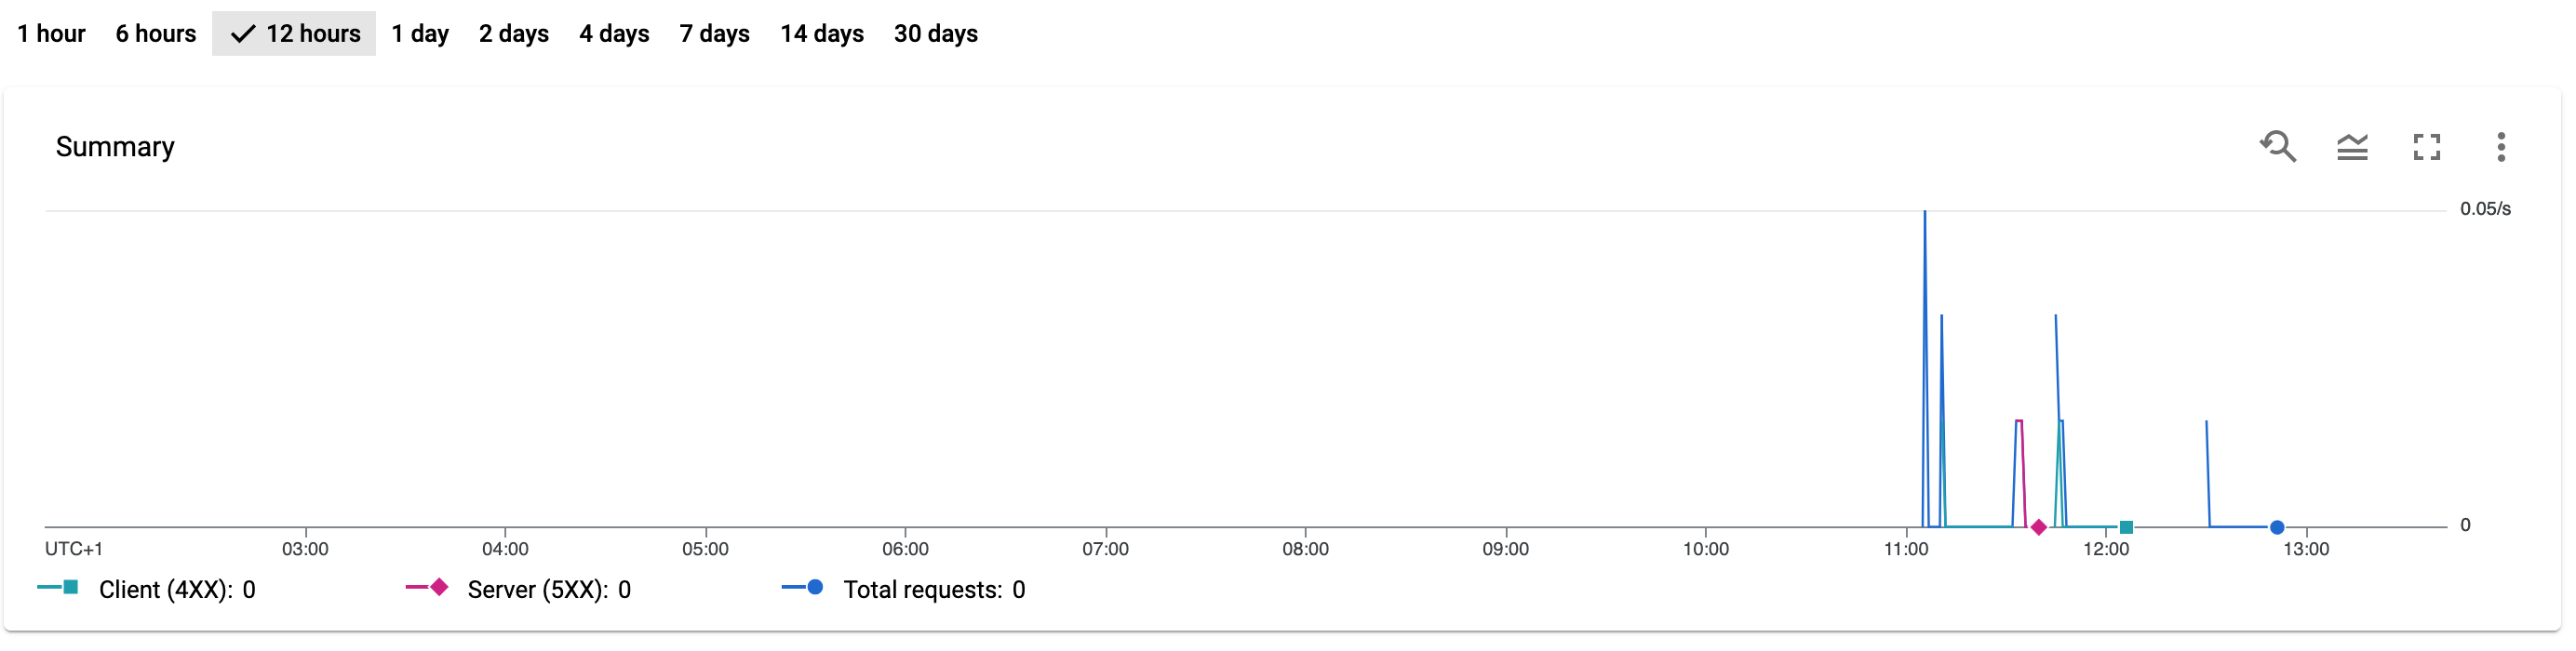 1 hour 6 hours 12 hours 1 day 2 days 4 days 7 days 14 days 30 days
Summary
0.05/s
0
UTC+1 03:00 04:00 05:00 06:00 07:00 08:00 09:00 10:00 11:00 12:00 13:00
Client (4XX): 0 Server (5XX): 0 Total requests: 0